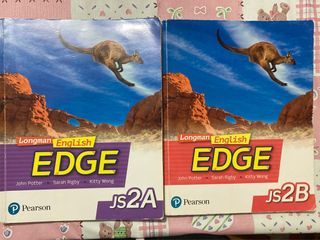 Longman English
EDGE
John Potter Sarah Rigby Kitty Wong
Pearson
JS2A
Longman English
EDGE
John Potter Sarah Rigby Kitty Wong
Pearson
JS2B